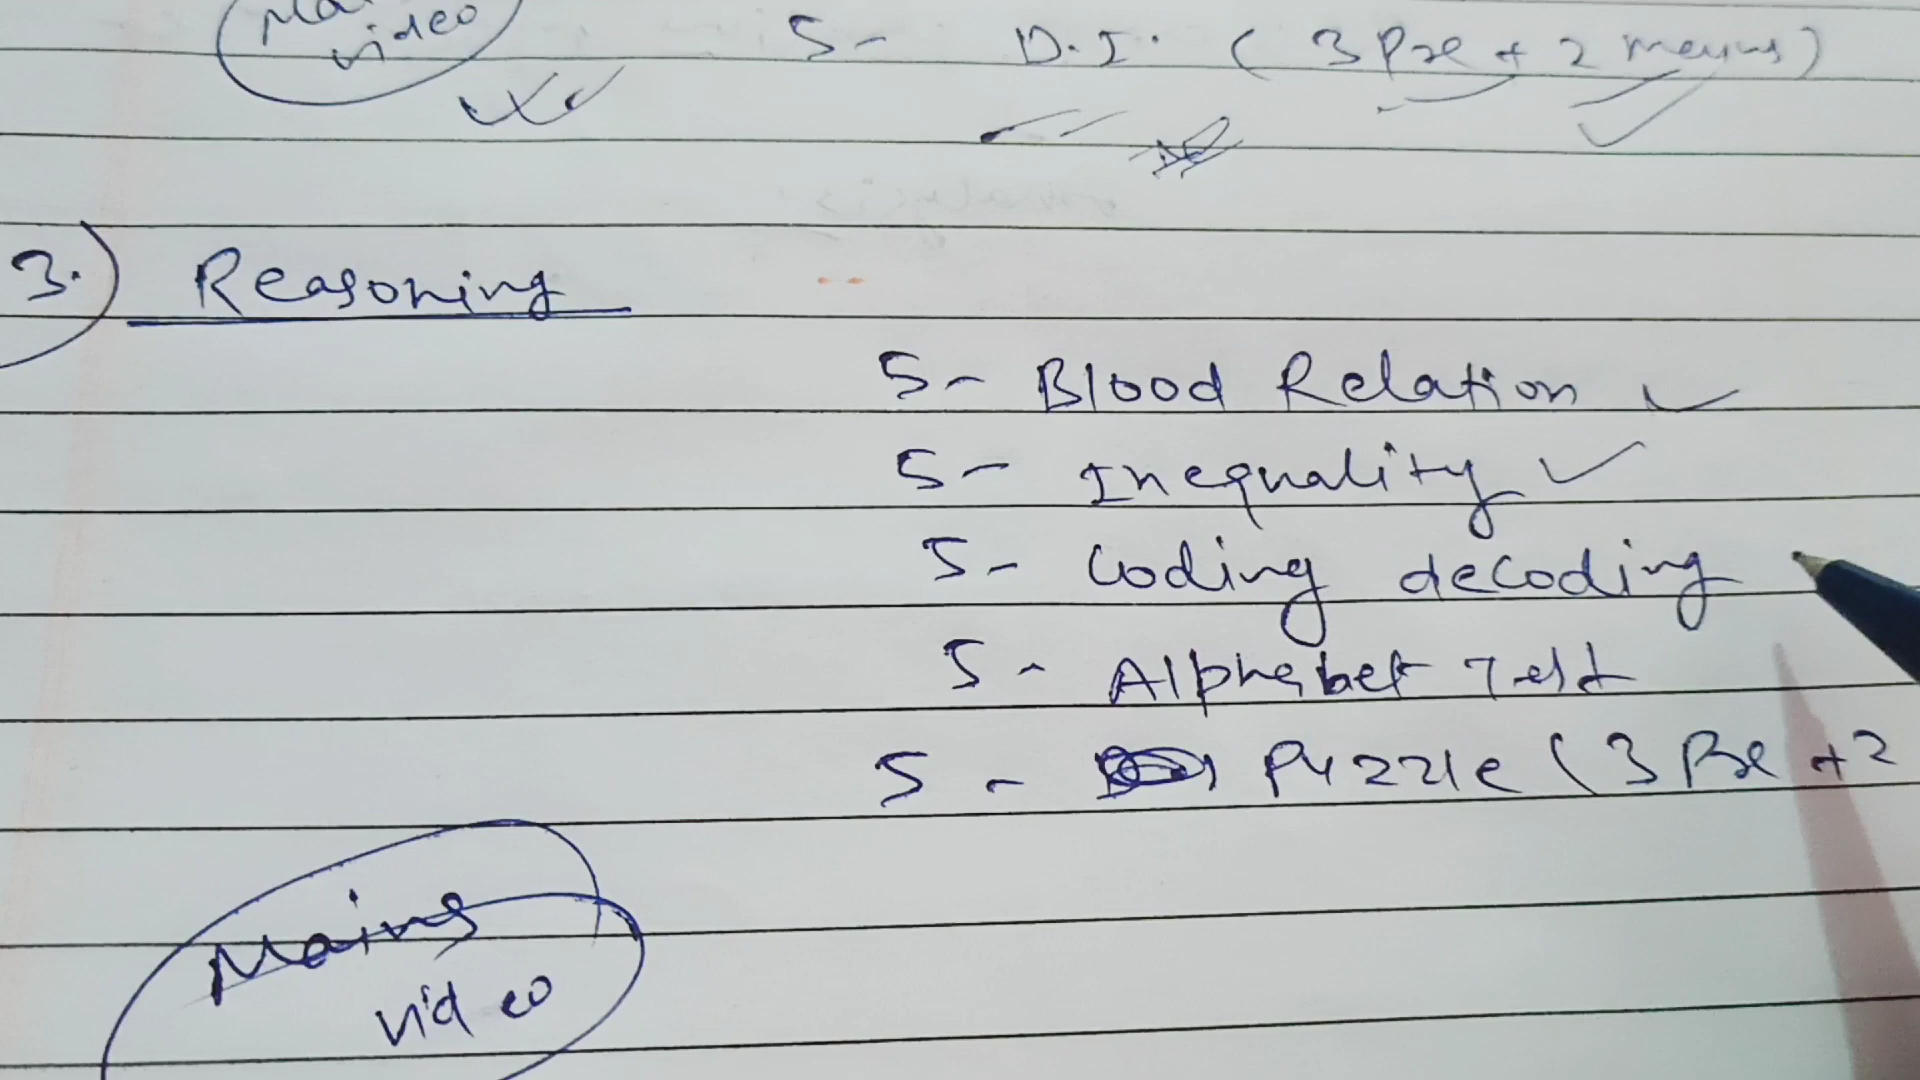 video
5- D.I. ( 3 Pre + 2 meyns)
3.) Reasoning
5- Blood Relation
5- Inequality
5- Coding decoding
5- Alphabet Test
5- Puzzle ( 3 Pre +2
Mains
video